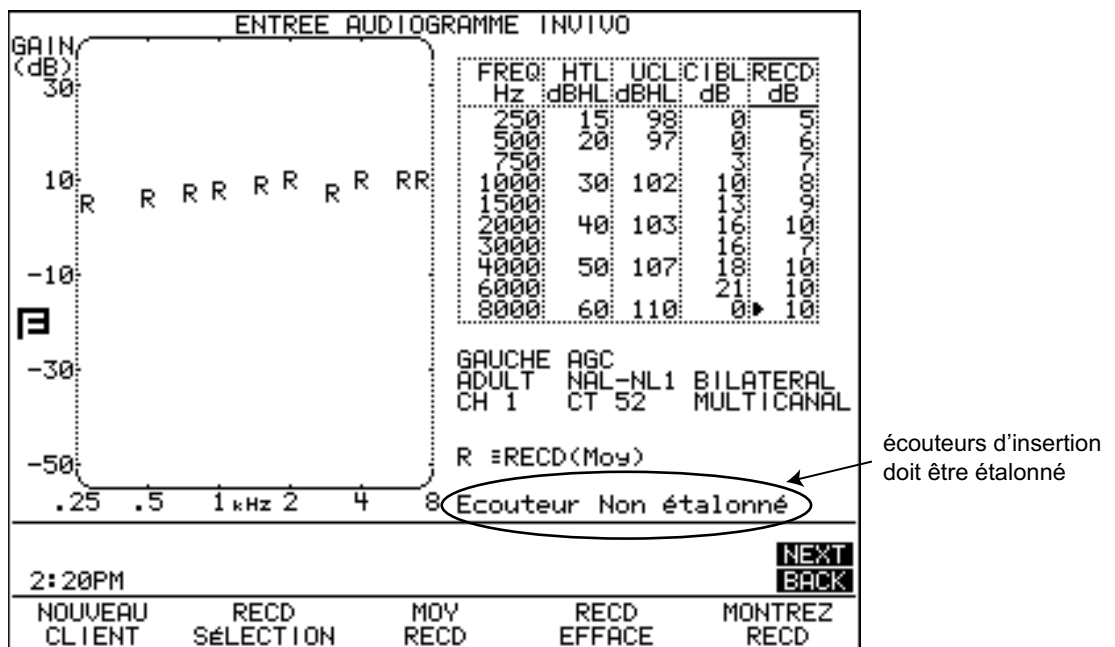 ENTREE AUDIOGRAMME INVIVO
GAIN
(dB)
30
10
-10
-30
-50
R R R R R R R R R R
.25 .5 1 kHz 2 4 8
FREQ HTL UCL CIBL RECD
Hz dBHL dBHL dB dB
250 15 98 0 5
500 20 97 0 6
750 3 7
1000 30 102 10 8
1500 13 9
2000 40 103 16 10
3000 16 7
4000 50 107 18 10
6000 21 10
8000 60 110 0 10
GAUCHE AGC
ADULT NAL-NL1 BILATERAL
CH 1 CT 52 MULTICANAL
R =RECD(Moy)
Ecouteur Non étalonné
écouteurs d'insertion
doit être étalonné
NEXT
2:20PM BACK
NOUVEAU RECD MOY RECD MONTREZ
CLIENT SÉLECTION RECD EFFACE RECD